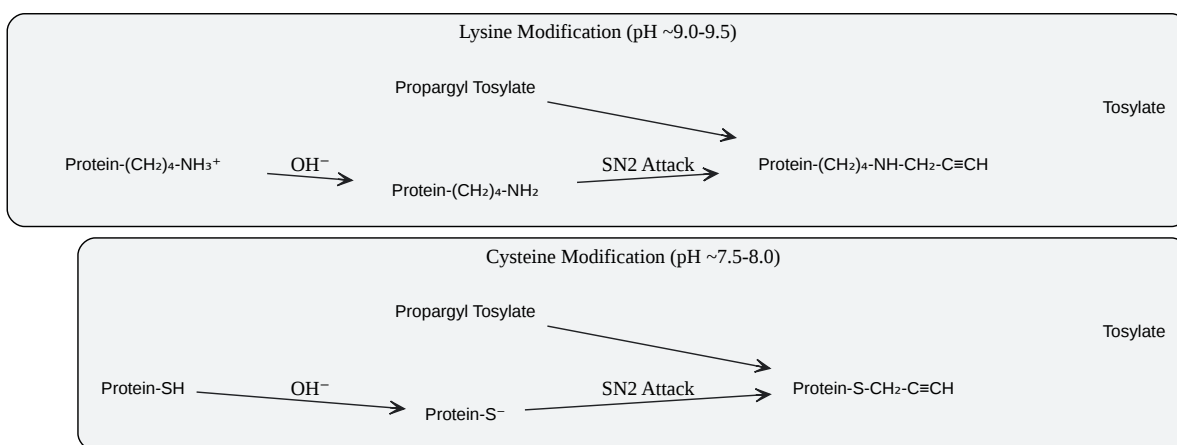 Lysine Modification (pH ~9.0-9.5)
Propargyl Tosylate
Tosylate
Protein-(CH₂)₄-NH₃⁺
OH⁻
Protein-(CH₂)₄-NH₂
SN2 Attack
Protein-(CH₂)₄-NH-CH₂-C≡CH
Cysteine Modification (pH ~7.5-8.0)
Propargyl Tosylate
Tosylate
Protein-SH
OH⁻
Protein-S⁻
SN2 Attack
Protein-S-CH₂-C≡CH